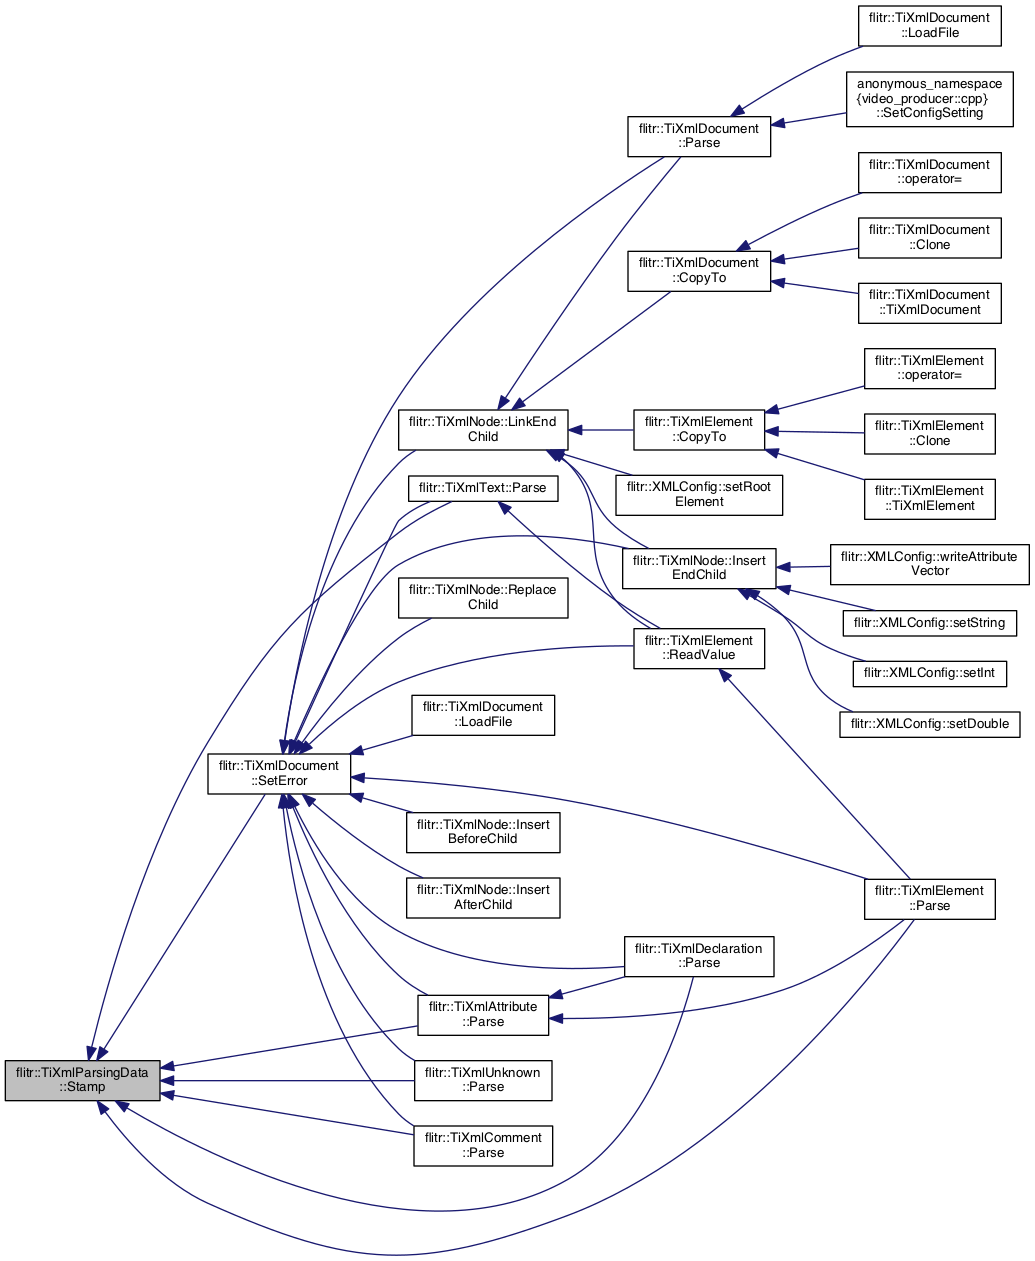 flitr::TiXmlDocument
::LoadFile
anonymous_namespace
{video_producer::cpp}
::SetConfigSetting
flitr::TiXmlDocument
::Parse
flitr::TiXmlDocument
::operator=
flitr::TiXmlDocument
::Clone
flitr::TiXmlDocument
::CopyTo
flitr::TiXmlDocument
::TiXmlDocument
flitr::TiXmlElement
::operator=
flitr::TiXmlNode::LinkEnd
Child
flitr::TiXmlElement
::CopyTo
flitr::TiXmlElement
::Clone
flitr::TiXmlText::Parse
flitr::XMLConfig::setRoot
Element
flitr::TiXmlElement
::TiXmlElement
flitr::TiXmlNode::Insert
EndChild
flitr::XMLConfig::writeAttribute
Vector
flitr::TiXmlNode::Replace
Child
flitr::XMLConfig::setString
flitr::TiXmlElement
::ReadValue
flitr::XMLConfig::setInt
flitr::TiXmlDocument
::LoadFile
flitr::XMLConfig::setDouble
flitr::TiXmlDocument
::SetError
flitr::TiXmlNode::Insert
BeforeChild
flitr::TiXmlNode::Insert
AfterChild
flitr::TiXmlElement
::Parse
flitr::TiXmlDeclaration
::Parse
flitr::TiXmlAttribute
::Parse
flitr::TiXmlParsingData
::Stamp
flitr::TiXmlUnknown
::Parse
flitr::TiXmlComment
::Parse